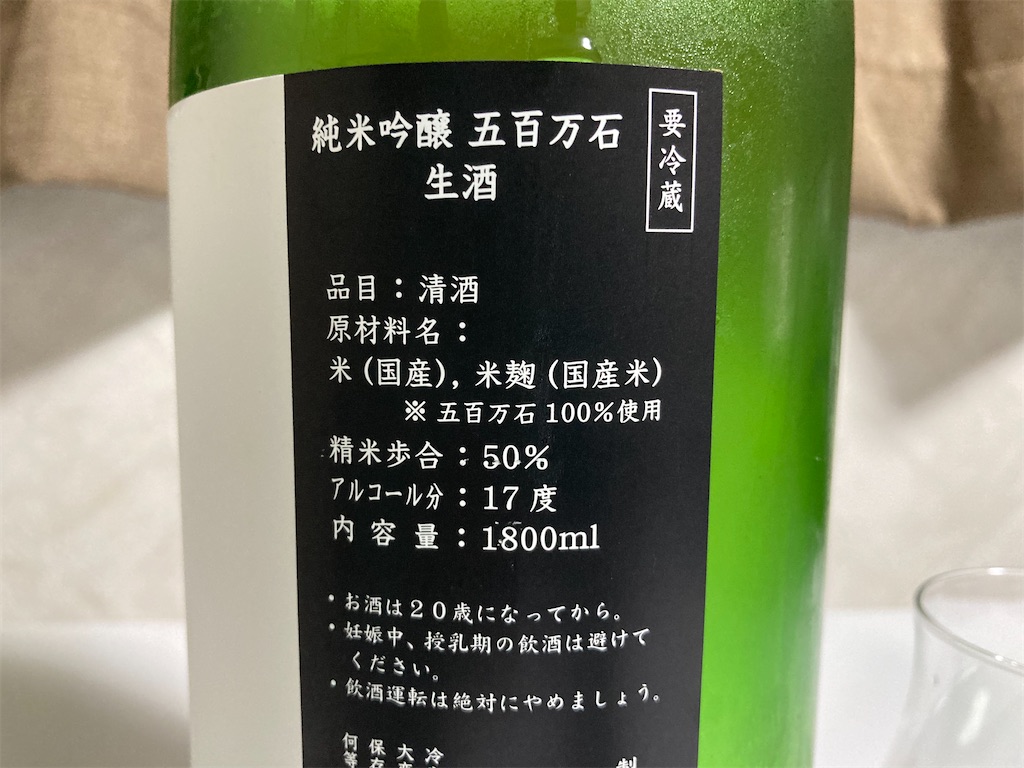 純米吟醸 五百万石
生酒
要冷蔵
品目：清酒
原材料名：
米（国産），米麹（国産米）
※ 五百万石100％使用
精米歩合：50％
アルコール分：17度
内容量：1800ml
・お酒は２０歳になってから。
・妊娠中、授乳期の飲酒は避けて
ください。
・飲酒運転は絶対にやめましょう。